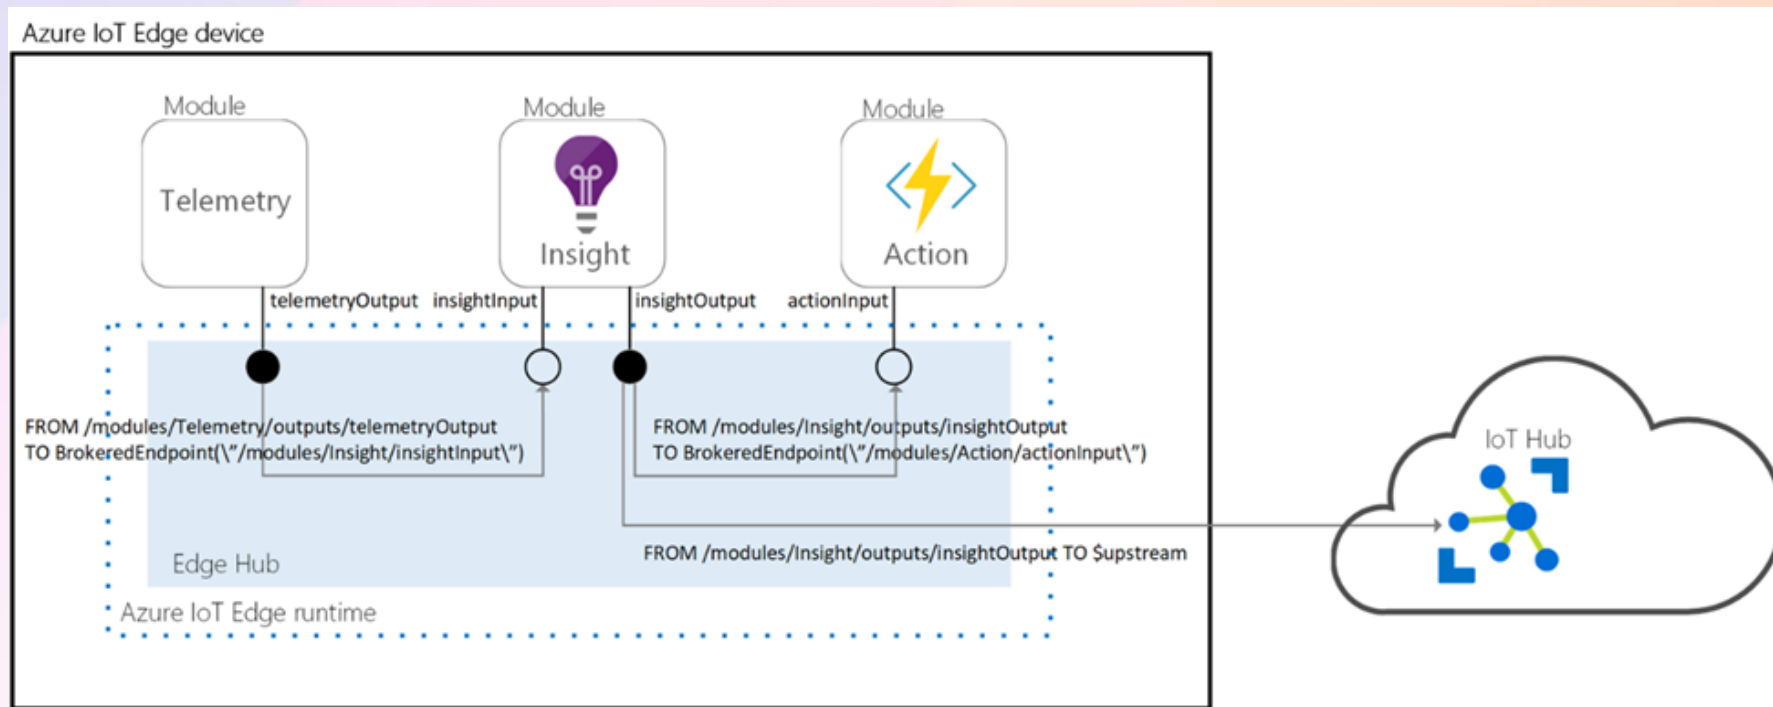 Azure IoT Edge device
Module
Module
Module
Telemetry
Insight
Action
telemetryOutput
insightInput
insightOutput
actionInput
FROM /modules/Telemetry/outputs/telemetryOutput
TO BrokeredEndpoint(\"/modules/Insight/insightInput\")
FROM /modules/Insight/outputs/insightOutput
TO BrokeredEndpoint(\"/modules/Action/actionInput\")
IoT Hub
FROM /modules/Insight/outputs/insightOutput TO $upstream
Edge Hub
Azure IoT Edge runtime